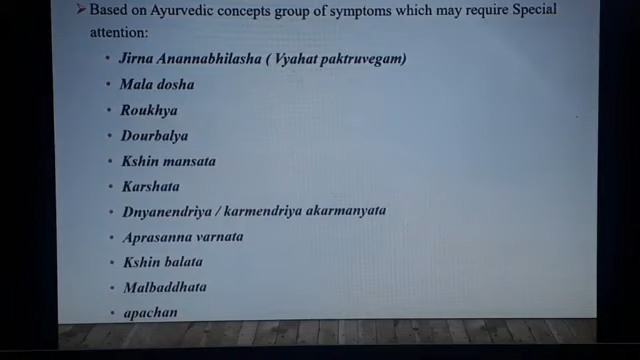 ➢ Based on Ayurvedic concepts group of symptoms which may require Special
attention:
• Jirna Anannabhilasha ( Vyahat paktruvegam)
• Mala dosha
• Roukhya
• Dourbalya
• Kshin mansata
• Karshata
• Dnyanendriya / karmendriya akarmanyata
• Aprasanna varnata
• Kshin balata
• Malbaddhata
• apachan